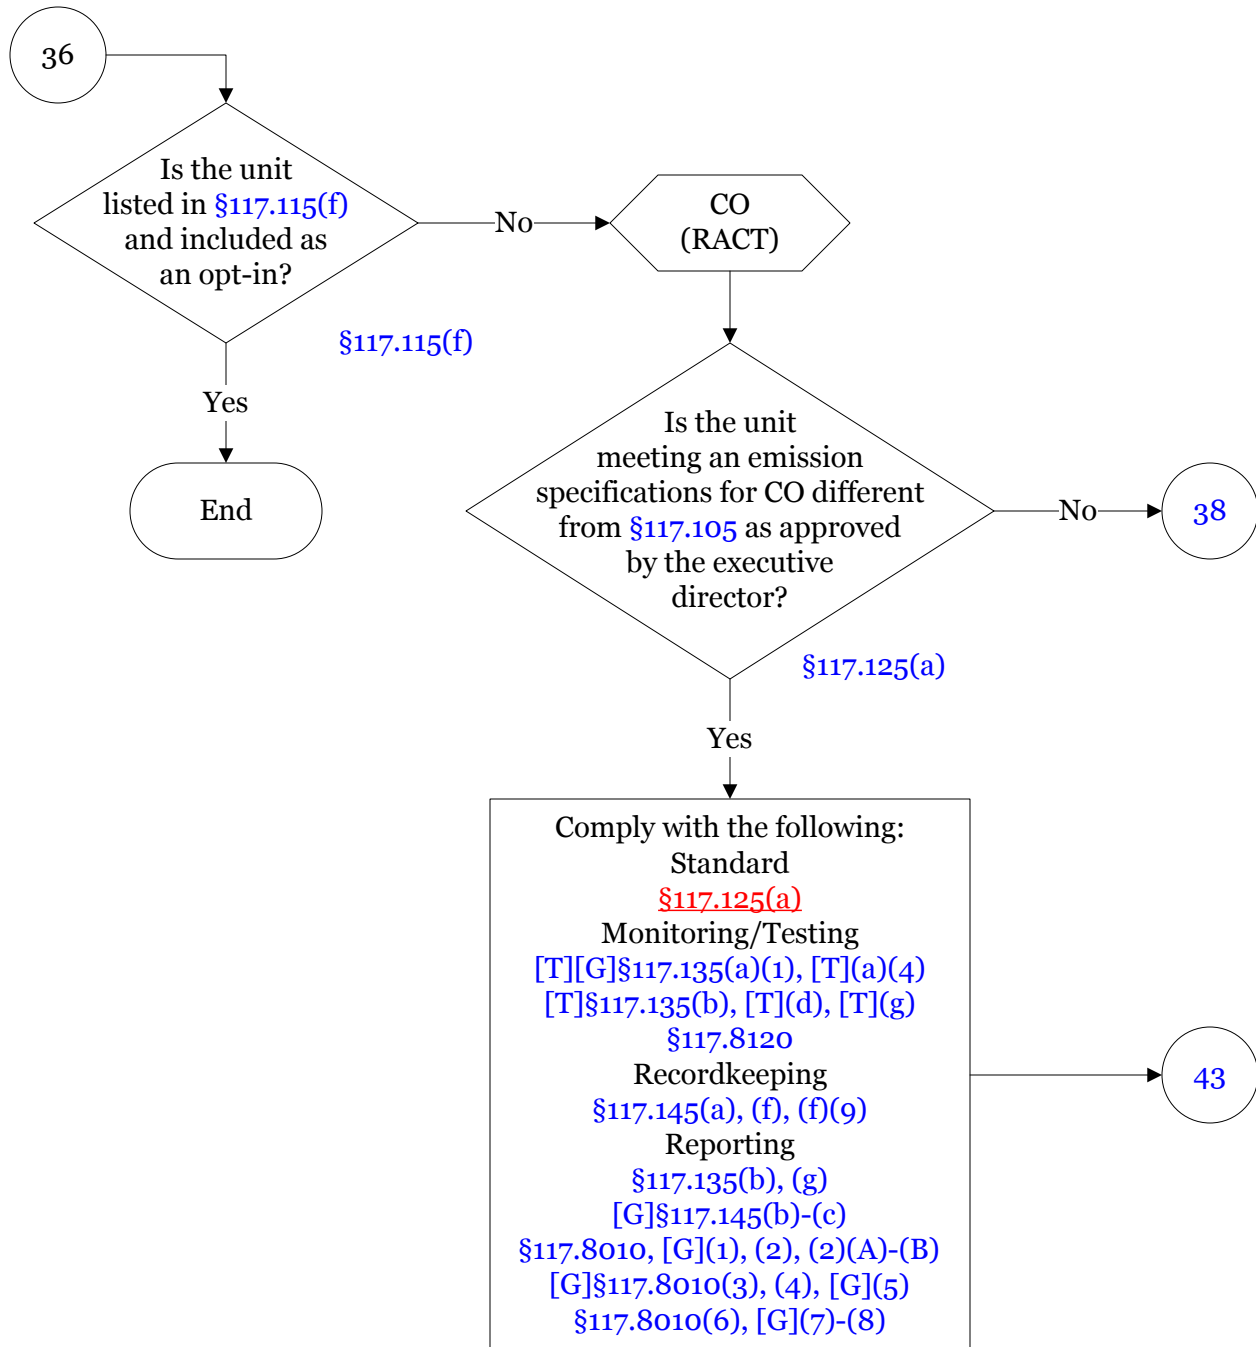 36
Is the unit
listed in §117.115(f)
and included as
an opt-in?
No
CO
(RACT)
§117.115(f)
Yes
End
Is the unit
meeting an emission
specifications for CO different
from §117.105 as approved
by the executive
director?
No
38
§117.125(a)
Yes
Comply with the following:
Standard
§117.125(a)
Monitoring/Testing
[T][G]§117.135(a)(1), [T](a)(4)
[T]§117.135(b), [T](d), [T](g)
§117.8120
Recordkeeping
§117.145(a), (f), (f)(9)
Reporting
§117.135(b), (g)
[G]§117.145(b)-(c)
§117.8010, [G](1), (2), (2)(A)-(B)
[G]§117.8010(3), (4), [G](5)
§117.8010(6), [G](7)-(8)
43